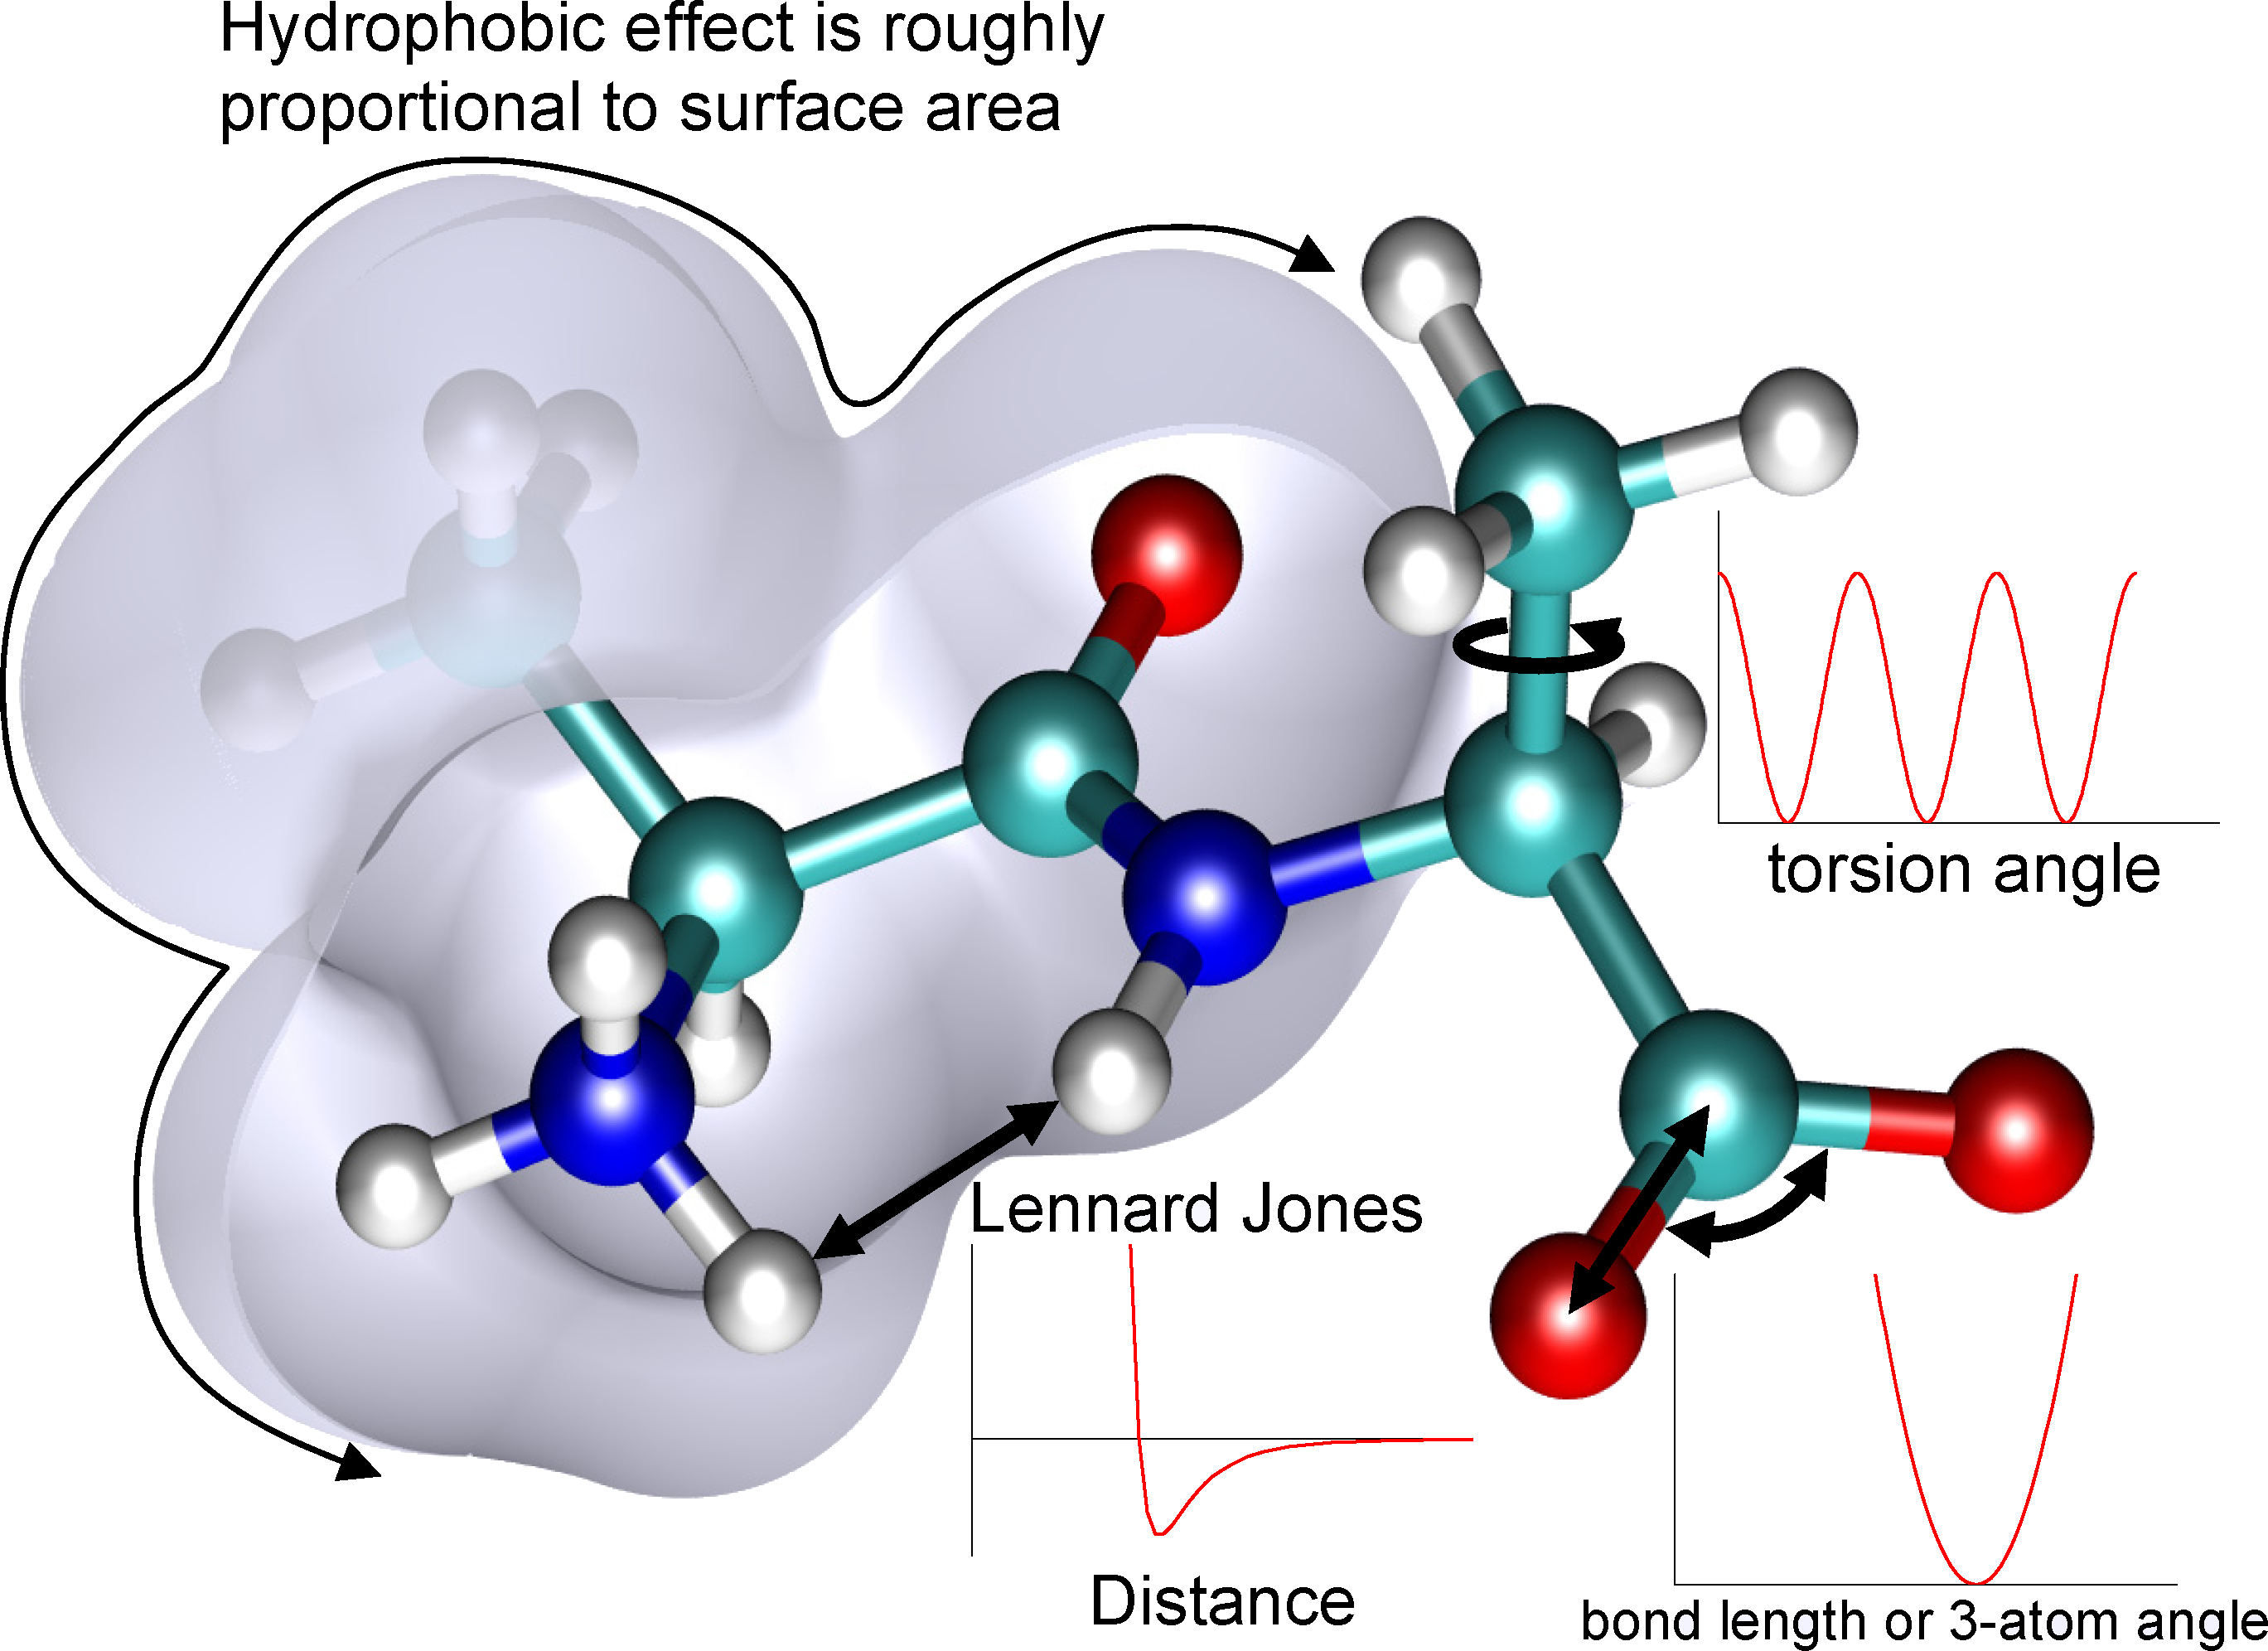 Hydrophobic effect is roughly
proportional to surface area
torsion angle
Lennard Jones
Distance
bond length or 3-atom angle